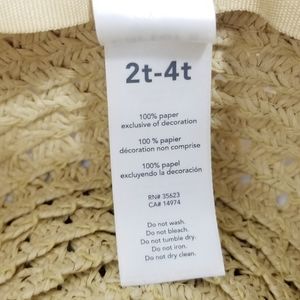 2t-4t
100% paper
exclusive of decoration
100% papier
décoration non comprise
100% papel
excluyendo la decoración
RN# 35623
CA# 14974
Do not wash.
Do not bleach.
Do not tumble dry.
Do not iron.
Do not dry clean.